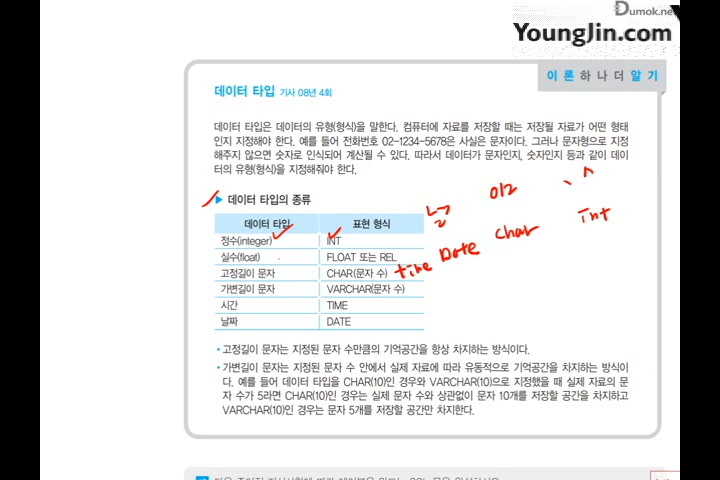 Dumok.ne
YoungJin.com
이 론 하 나 더 알 기
데이터 타입 기사 08년 4회
데이터 타입은 데이터의 유형(형식)을 말한다. 컴퓨터에 자료를 저장할 때는 저장될 자료가 어떤 형태
인지 지정해야 한다. 예를 들어 전화번호 02-1234-5678은 사실은 문자이다. 그러나 문자형으로 지정
해주지 않으면 숫자로 인식되어 계산될 수 있다. 따라서 데이터가 문자인지, 숫자인지 등과 같이 데이
터의 유형(형식)을 지정해줘야 한다.
012
▶ 데이터 타입의 종류
데이터 타입 표현 형식
int
char
정수(integer) INT
Date
실수(float) FLOAT 또는 REL
time
고정길이 문자 CHAR(문자 수)
가변길이 문자 VARCHAR(문자 수)
시간 TIME
날짜 DATE
• 고정길이 문자는 지정된 문자 수만큼의 기억공간을 항상 차지하는 방식이다.
• 가변길이 문자는 지정된 문자 수 안에서 실제 자료에 따라 유동적으로 기억공간을 차지하는 방식이
다. 예를 들어 데이터 타입을 CHAR(10)인 경우와 VARCHAR(10)으로 지정했을 때 실제 자료의 문
자 수가 5라면 CHAR(10)인 경우는 실제 문자 수와 상관없이 문자 10개를 저장할 공간을 차지하고
VARCHAR(10)인 경우는 문자 5개를 저장할 공간만 차지한다.